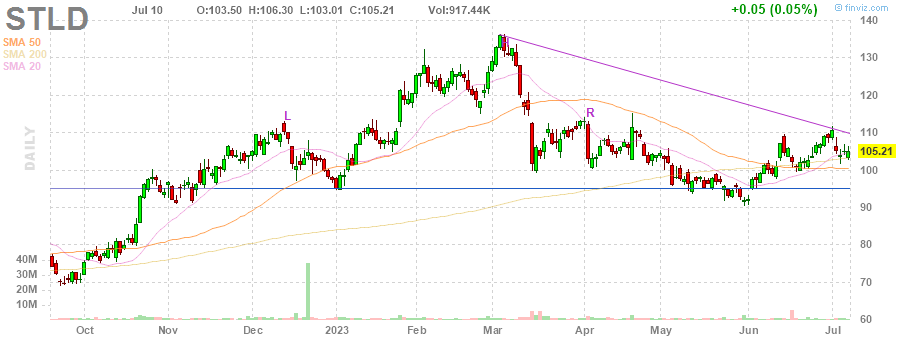 STLD Jul 10 O:103.50 H:106.30 L:103.01 C:105.21 Vol:917.44K +0.05 (0.05%) © finviz.com
SMA 50
SMA 200
SMA 20
DAILY
L
R
140
130
120
110
105.21
100
90
80
70
60
40M
30M
20M
10M
Oct Nov Dec 2023 Feb Mar Apr May Jun Jul